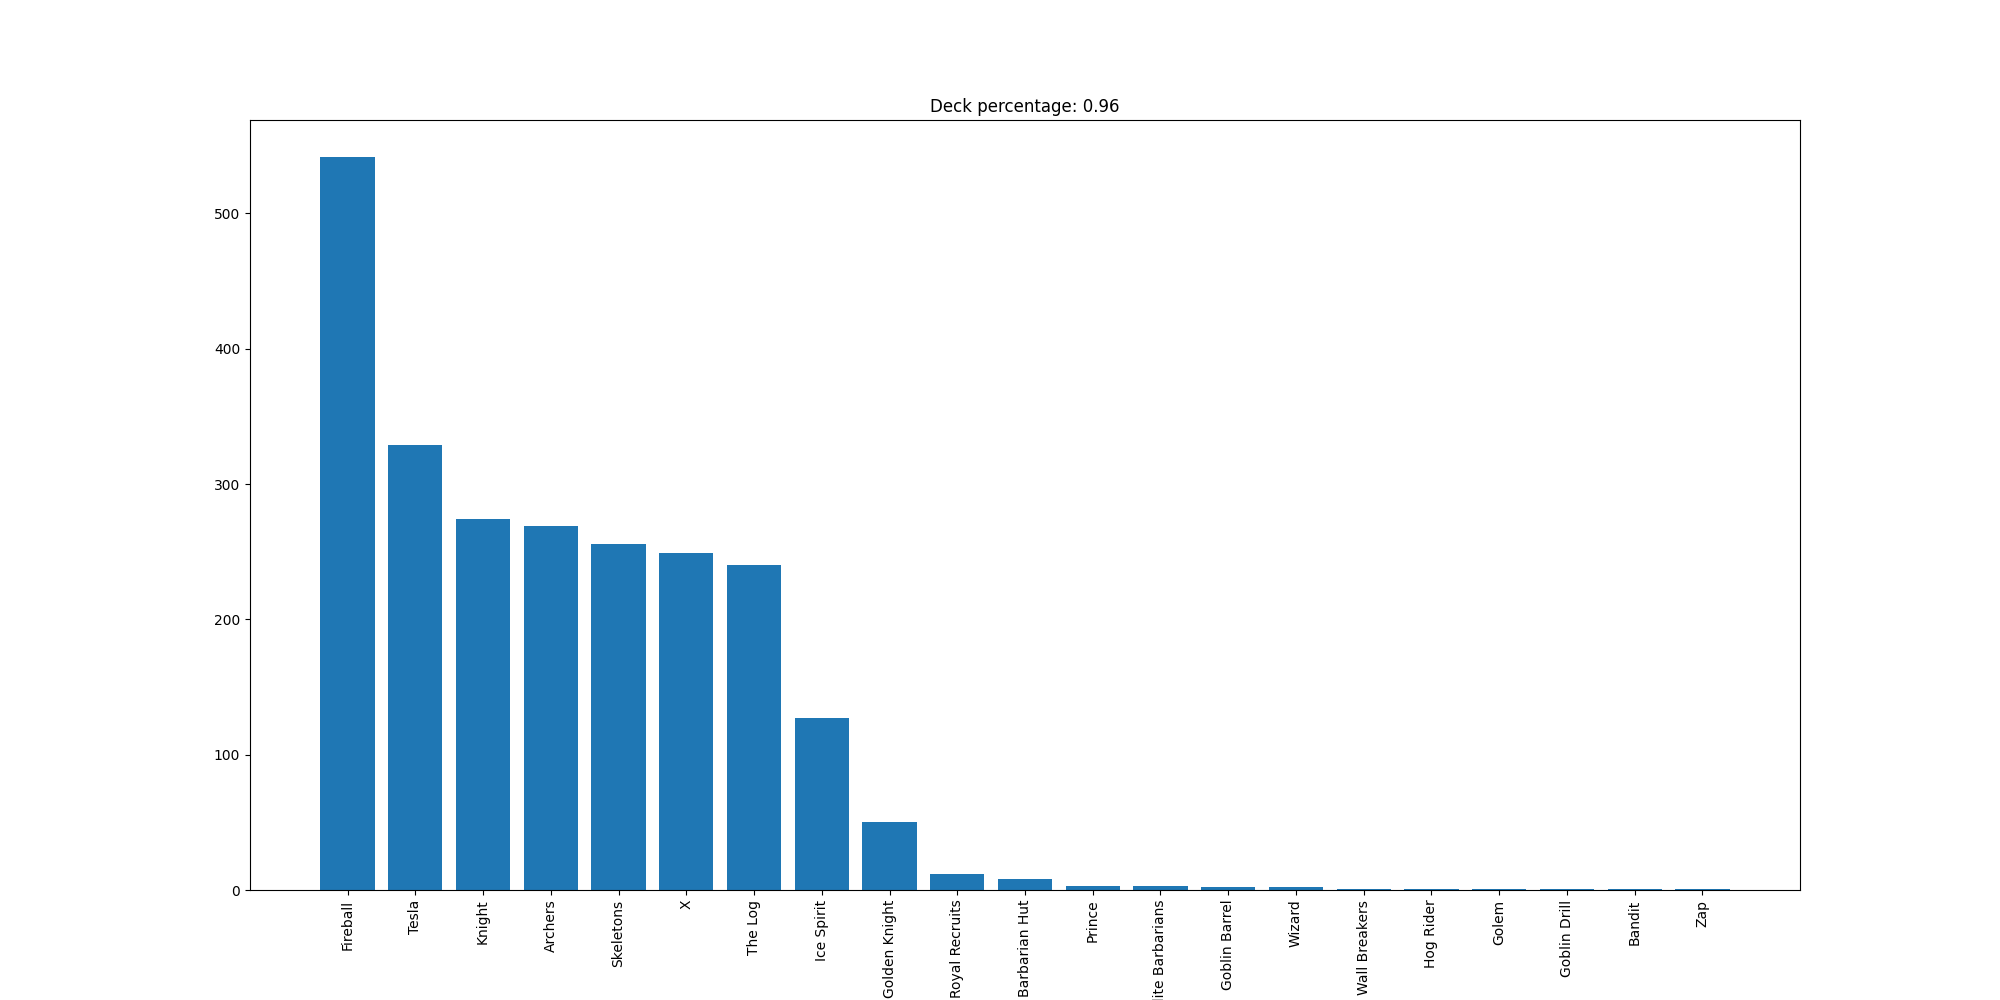 Deck percentage: 0.96
500
400
300
200
100
0
Fireball
Tesla
Knight
Archers
Skeletons
X
The Log
Ice Spirit
Golden Knight
Royal Recruits
Barbarian Hut
Prince
lite Barbarians
Goblin Barrel
Wizard
Wall Breakers
Hog Rider
Golem
Goblin Drill
Bandit
Zap